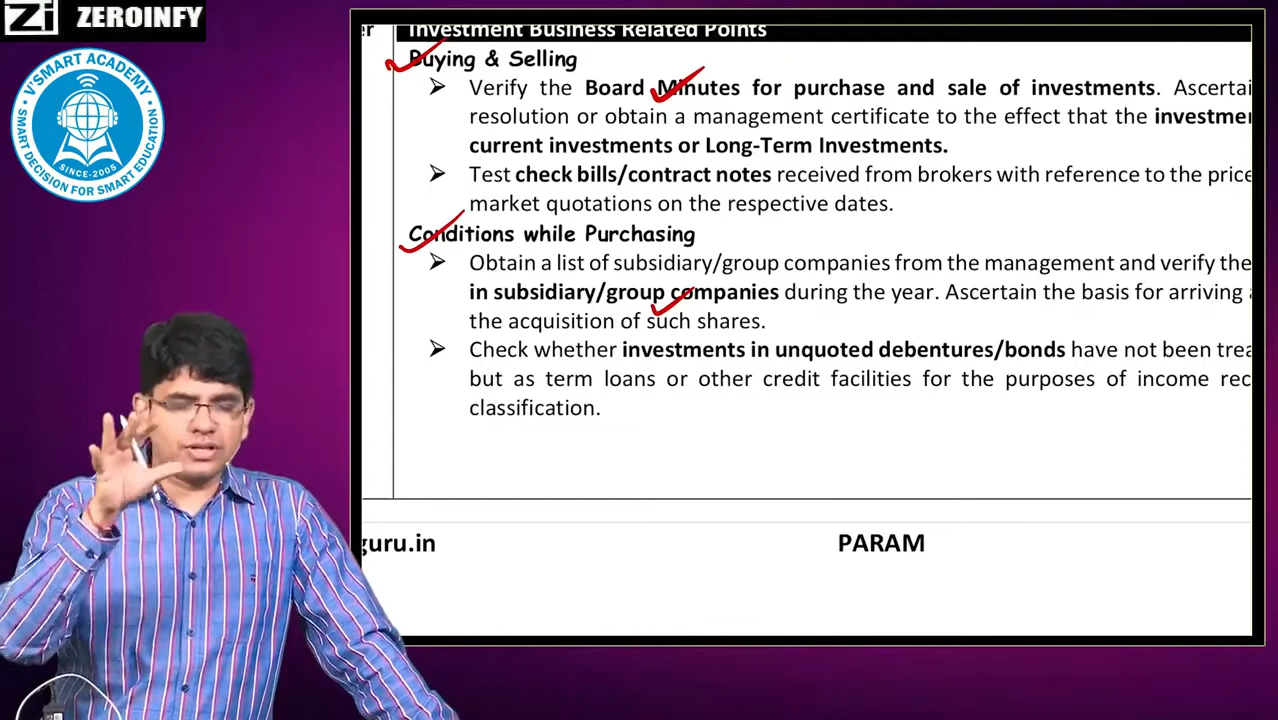 Zi ZEROINFY
V'SMART ACADEMY
SMART DECISION FOR SMART EDUCATION
SINCE-2005
Investment Business Related Points
Buying & Selling
➢ Verify the Board Minutes for purchase and sale of investments. Ascertai
resolution or obtain a management certificate to the effect that the investme
current investments or Long-Term Investments.
➢ Test check bills/contract notes received from brokers with reference to the price
market quotations on the respective dates.
Conditions while Purchasing
➢ Obtain a list of subsidiary/group companies from the management and verify the
in subsidiary/group companies during the year. Ascertain the basis for arriving
the acquisition of such shares.
➢ Check whether investments in unquoted debentures/bonds have not been trea
but as term loans or other credit facilities for the purposes of income rec
classification.
guru.in
PARAM